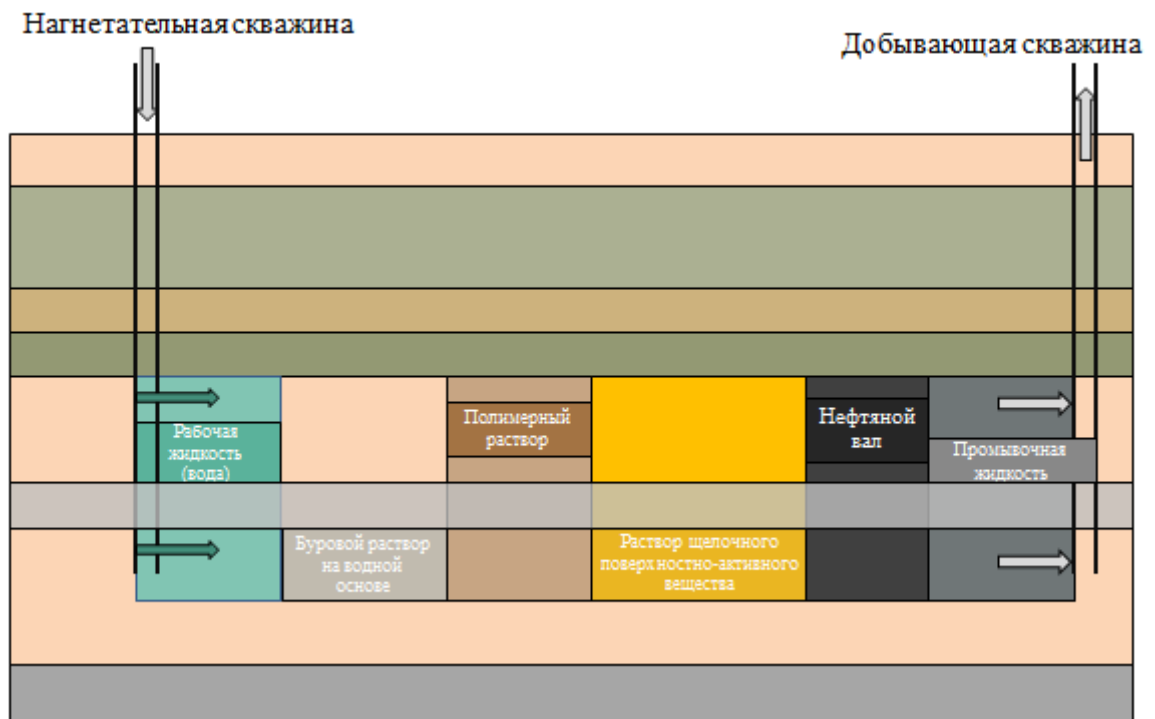 Нагнетательная скважина
Добывающая скважина
Рабочая
жидкость
(вода)
Полимерный
раствор
Нефтяной
вал
Промывочная
жидкость
Буровой раствор
на водной
основе
Раствор щелочного
поверхностно-активного
вещества